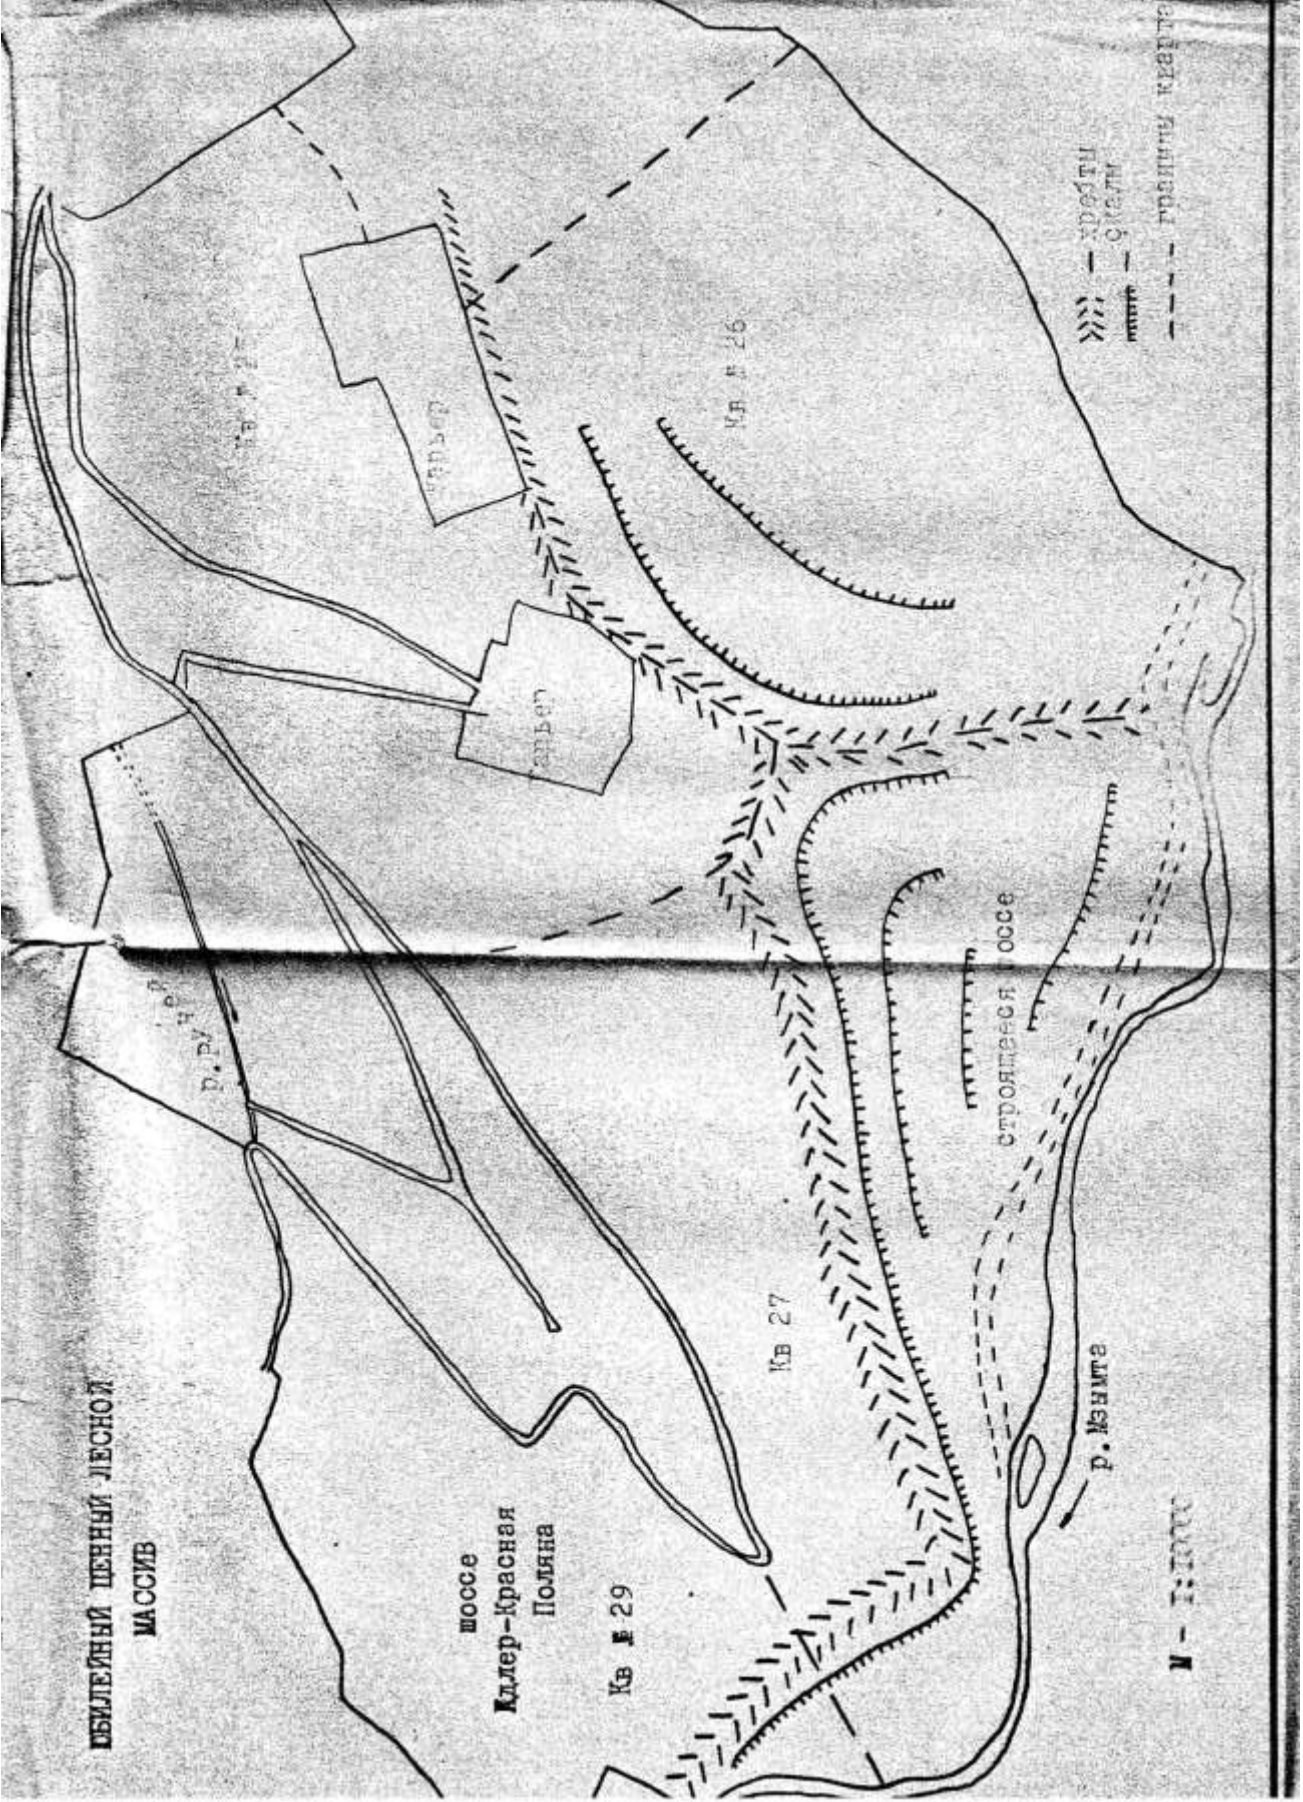 ЮБИЛЕЙНЫЙ ЦЕННЫЙ ЛЕСНОЙ
МАССИВ
шоссе
Адлер-Красная
Поляна
Кв № 29
р.ручей
Кв 27
строящееся шоссе
р.Мзымта
карьер
карьер
Кв № 26
- хребты
- скалы
- границы
М -